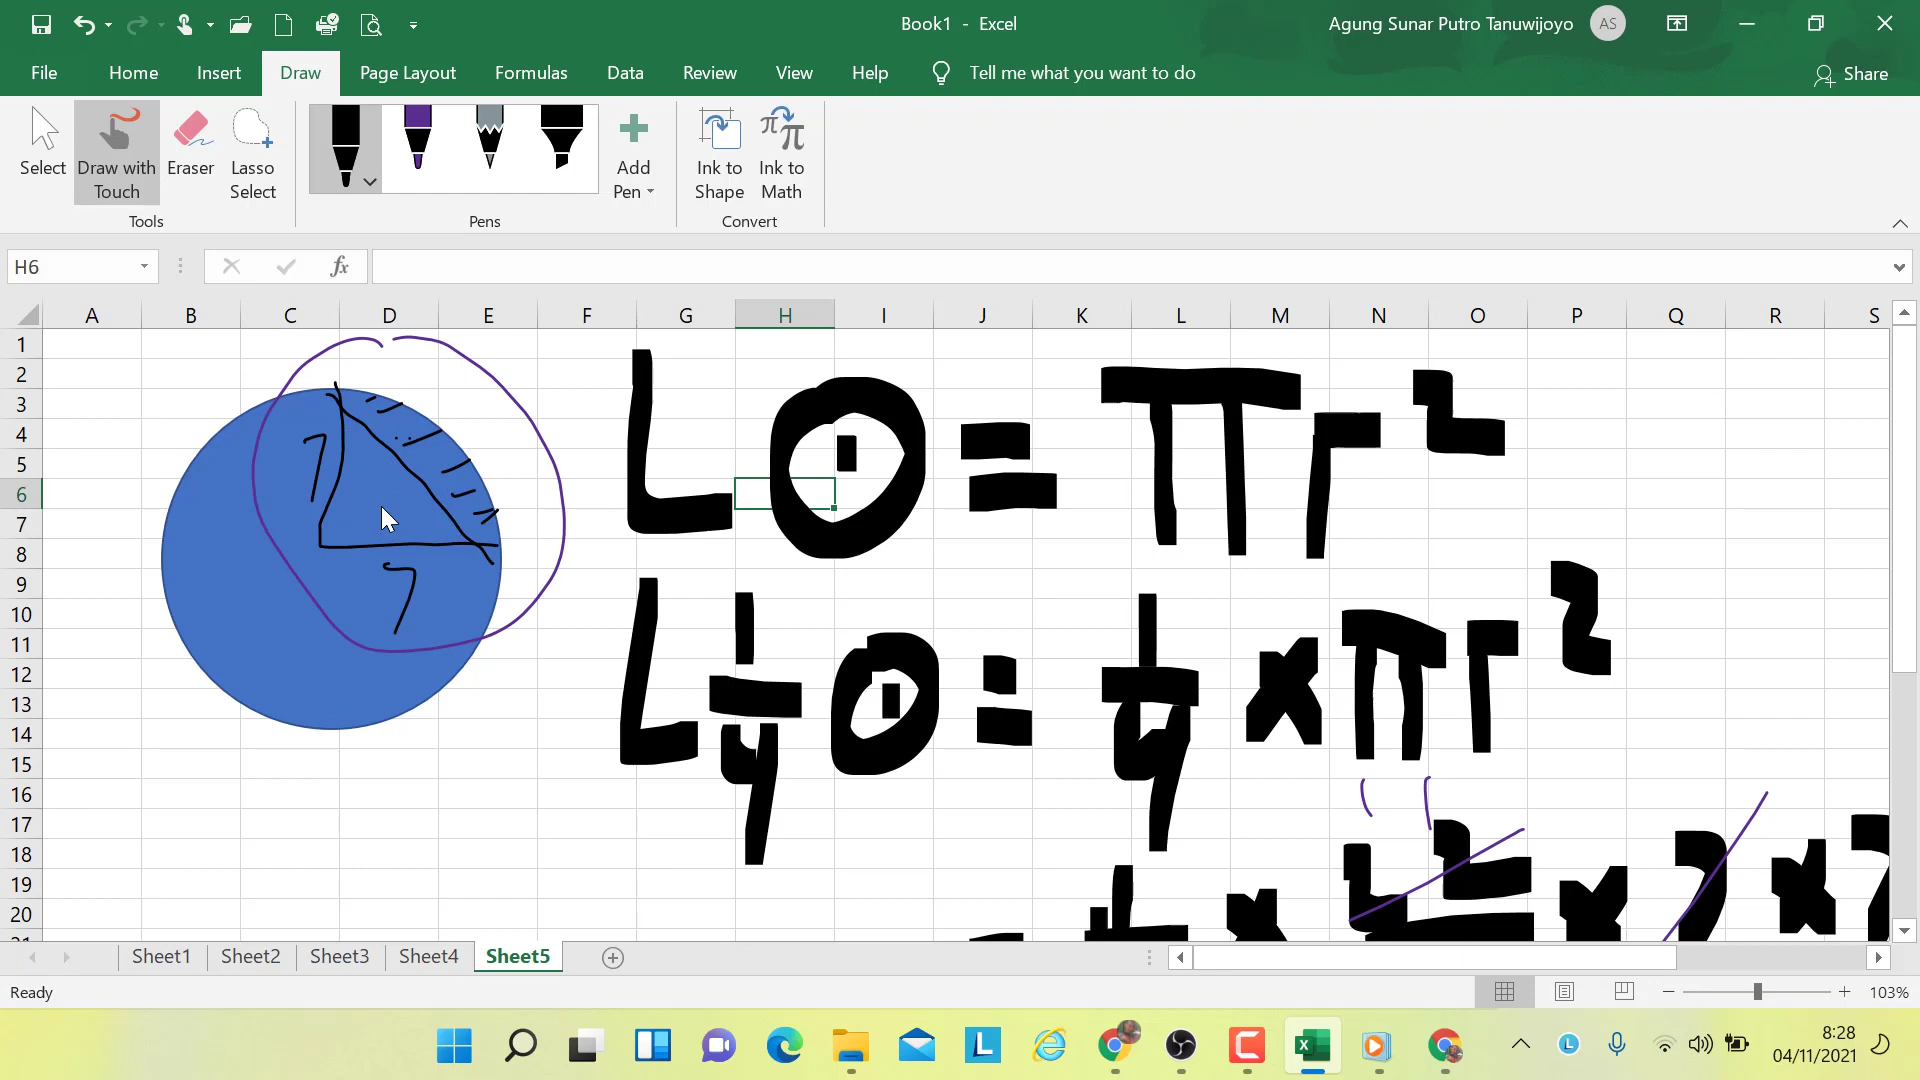 Book1 - Excel
Agung Sunar Putro Tanuwijoyo
AS
File Home Insert Draw Page Layout Formulas Data Review View Help Tell me what you want to do Share
Select
Draw with Touch
Eraser
Lasso Select
Tools
Pens
Add Pen
Ink to Shape
Ink to Math
Convert
H6
fx
A B C D E F G H I J K L M N O P Q R S
1
2
3
4
5
6
7
8
9
10
11
12
13
14
15
16
17
18
19
20
7
7
L O = πr²
L 1/4 O = 1/4 × πr²
Sheet1 Sheet2 Sheet3 Sheet4 Sheet5
Ready
103%
8:28
04/11/2021